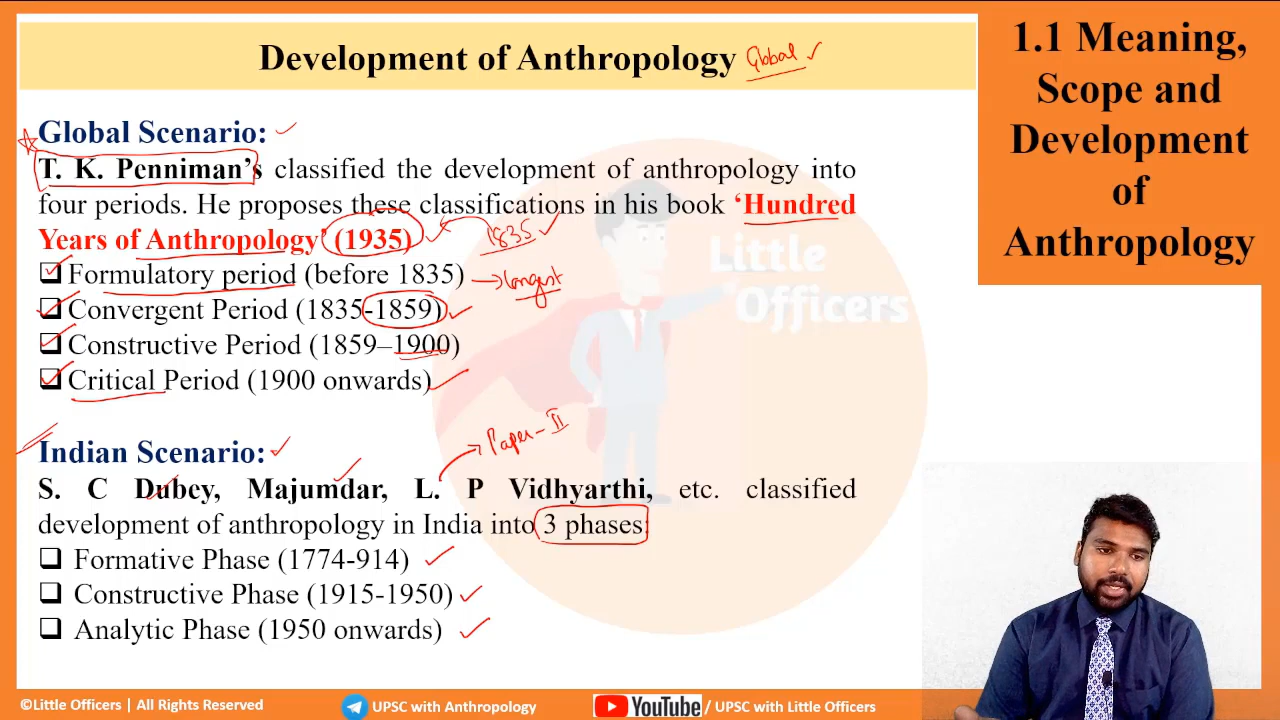 Development of Anthropology Global
1.1 Meaning,
Scope and
Development
of
Anthropology
Global Scenario:
T. K. Penniman's classified the development of anthropology into
four periods. He proposes these classifications in his book 'Hundred
Years of Anthropology' (1935) 1835
Formulatory period (before 1835) longest
Convergent Period (1835-1859)
Constructive Period (1859–1900)
Critical Period (1900 onwards)
Little
Officers
Indian Scenario:
Paper-II
S. C Dubey, Majumdar, L. P Vidhyarthi, etc. classified
development of anthropology in India into 3 phases:
Formative Phase (1774-914)
Constructive Phase (1915-1950)
Analytic Phase (1950 onwards)
©Little Officers | All Rights Reserved
UPSC with Anthropology
YouTube / UPSC with Little Officers